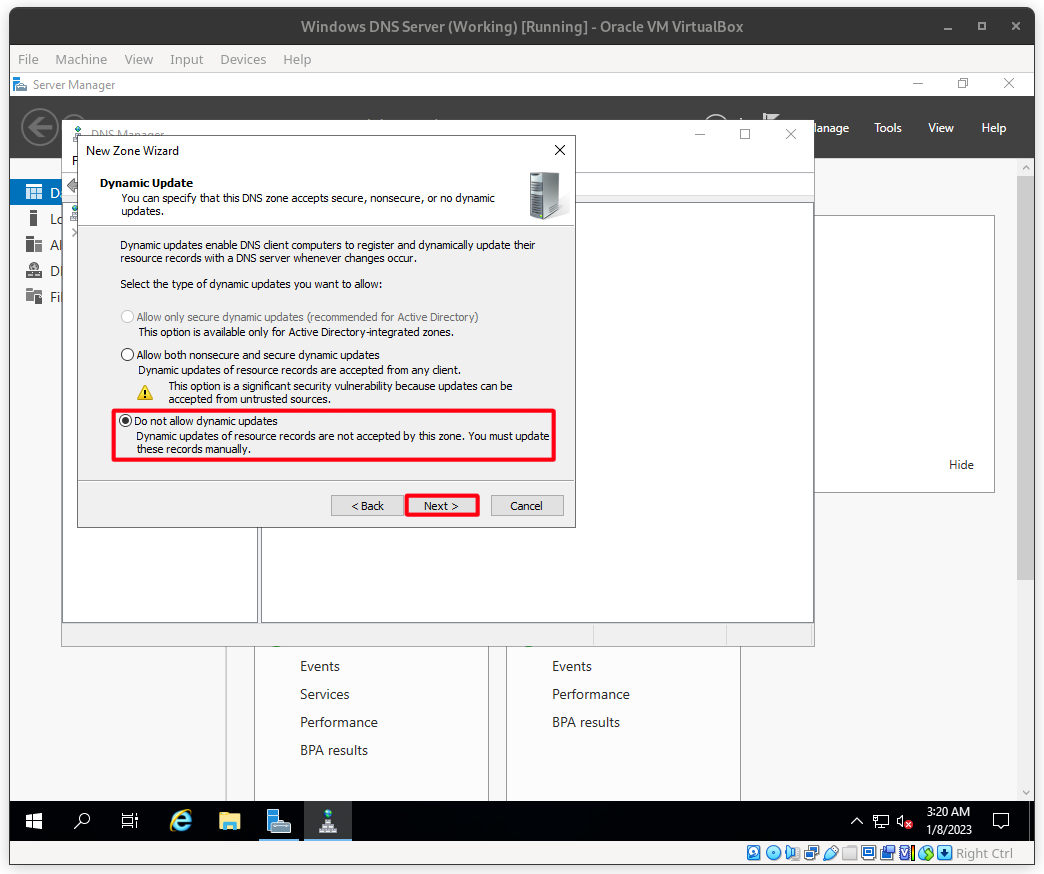 Windows DNS Server (Working) [Running] - Oracle VM VirtualBox
File Machine View Input Devices Help
Server Manager
DNS Manager
Manage Tools View Help
New Zone Wizard
Dynamic Update
You can specify that this DNS zone accepts secure, nonsecure, or no dynamic
updates.
Dynamic updates enable DNS client computers to register and dynamically update their
resource records with a DNS server whenever changes occur.
Select the type of dynamic updates you want to allow:
Allow only secure dynamic updates (recommended for Active Directory)
This option is available only for Active Directory-integrated zones.
Allow both nonsecure and secure dynamic updates
Dynamic updates of resource records are accepted from any client.
This option is a significant security vulnerability because updates can be
accepted from untrusted sources.
Do not allow dynamic updates
Dynamic updates of resource records are not accepted by this zone. You must update
these records manually.
< Back Next > Cancel
Hide
Events
Services
Performance
BPA results
Events
Performance
BPA results
3:20 AM
1/8/2023
Right Ctrl